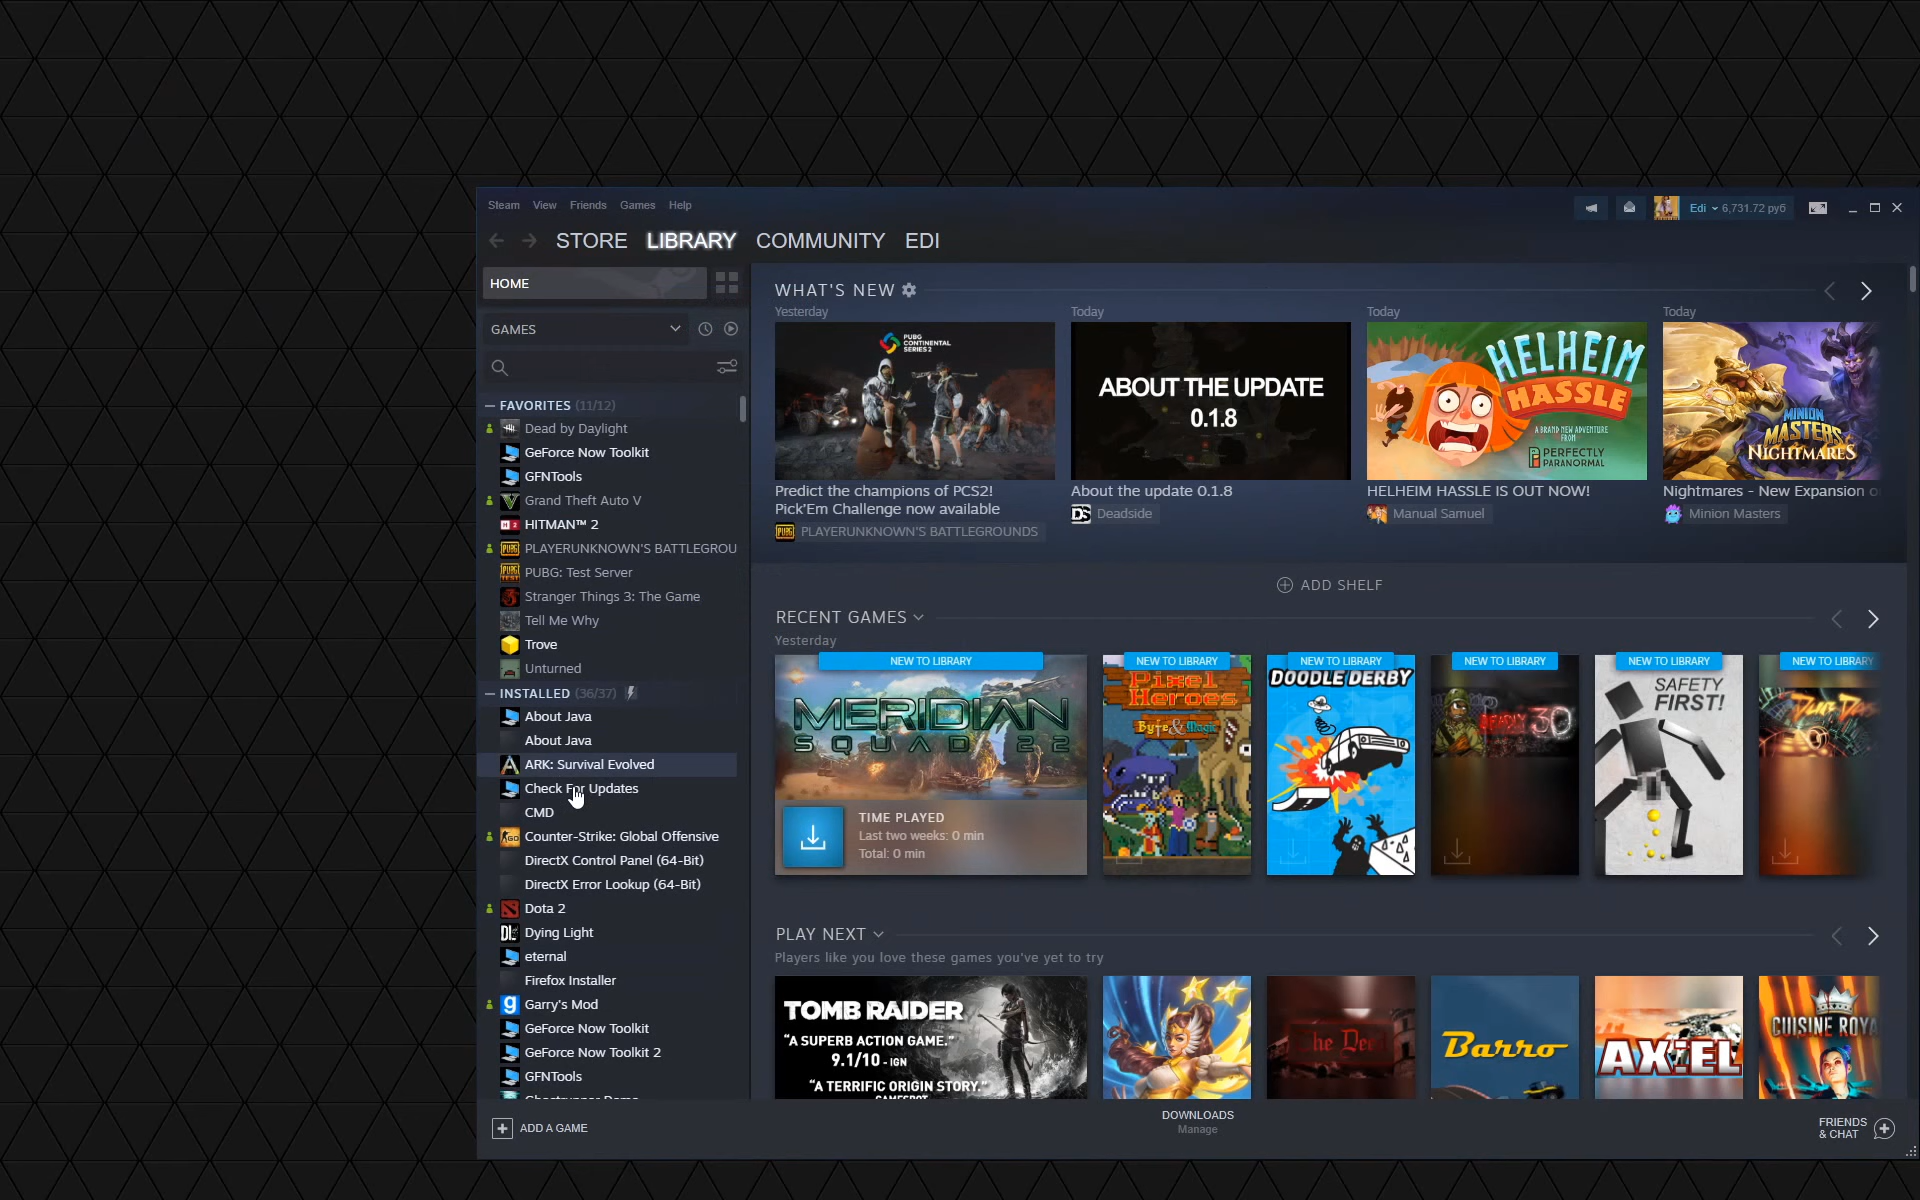 Steam View Friends Games Help
Edi 6,731.72 руб
STORE LIBRARY COMMUNITY EDI
HOME
GAMES
FAVORITES (11/12)
Dead by Daylight
GeForce Now Toolkit
GFNTools
Grand Theft Auto V
HITMAN™ 2
PLAYERUNKNOWN'S BATTLEGROU
PUBG: Test Server
Stranger Things 3: The Game
Tell Me Why
Trove
Unturned
INSTALLED (36/37)
About Java
About Java
ARK: Survival Evolved
Check For Updates
CMD
Counter-Strike: Global Offensive
DirectX Control Panel (64-Bit)
DirectX Error Lookup (64-Bit)
Dota 2
Dying Light
eternal
Firefox Installer
Garry's Mod
GeForce Now Toolkit
GeForce Now Toolkit 2
GFNTools
ADD A GAME
WHAT'S NEW
Yesterday
PUBG
CONTINENTAL
SERIES 2
Predict the champions of PCS2!
Pick'Em Challenge now available
PLAYERUNKNOWN'S BATTLEGROUNDS
Today
ABOUT THE UPDATE
0.1.8
About the update 0.1.8
Deadside
Today
HELHEIM
HASSLE
A BRAND NEW ADVENTURE
FROM
PERFECTLY
PARANORMAL
HELHEIM HASSLE IS OUT NOW!
Manual Samuel
Today
MINION
MASTERS
NIGHTMARES
Nightmares - New Expansion o
Minion Masters
ADD SHELF
RECENT GAMES
Yesterday
NEW TO LIBRARY
MERIDIAN
SQUAD 22
TIME PLAYED
Last two weeks: 0 min
Total: 0 min
NEW TO LIBRARY
Pixel
Heroes
Byte & Magic
NEW TO LIBRARY
DOODLE DERBY
NEW TO LIBRARY
DEADLY 30
NEW TO LIBRARY
SAFETY
FIRST!
NEW TO LIBRARY
PLAY NEXT
Players like you love these games you've yet to try
TOMB RAIDER
"A SUPERB ACTION GAME."
9.1/10 - IGN
"A TERRIFIC ORIGIN STORY."
GAMESPOT
Barro
AXIEL
CUISINE ROYA
DOWNLOADS
Manage
FRIENDS
& CHAT